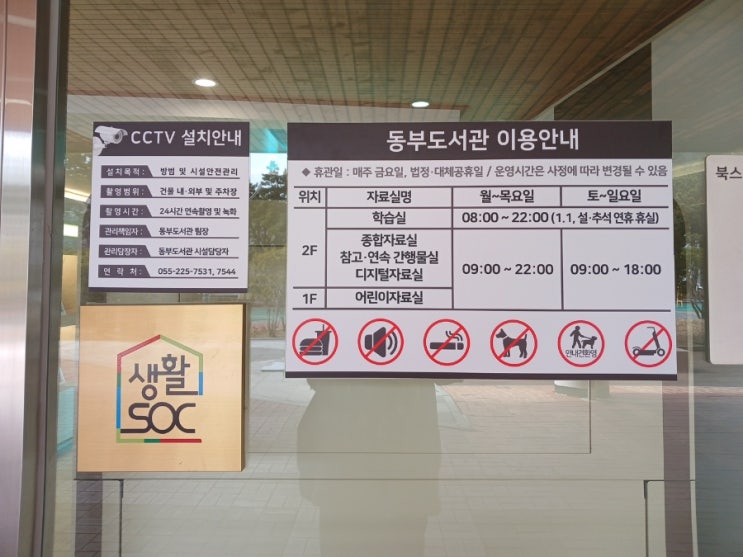 CCTV 설치안내
설치목적 : 방범 및 시설안전관리
촬영범위 : 건물 내·외부 및 주차장
촬영시간 : 24시간 연속촬영 및 녹화
관리책임자 : 동부도서관 팀장
관리담당자 : 동부도서관 시설담당자
연 락 처 : 055-225-7531, 7544
생활
SOC
동부도서관 이용안내
◆ 휴관일 : 매주 금요일, 법정·대체공휴일 / 운영시간은 사정에 따라 변경될 수 있음
위치 자료실명 월~목요일 토~일요일
학습실 08:00 ~ 22:00 (1.1, 설·추석 연휴 휴실)
2F
종합자료실
참고·연속 간행물실
디지털자료실
09:00 ~ 22:00 09:00 ~ 18:00
1F 어린이자료실
안내견환영
북스